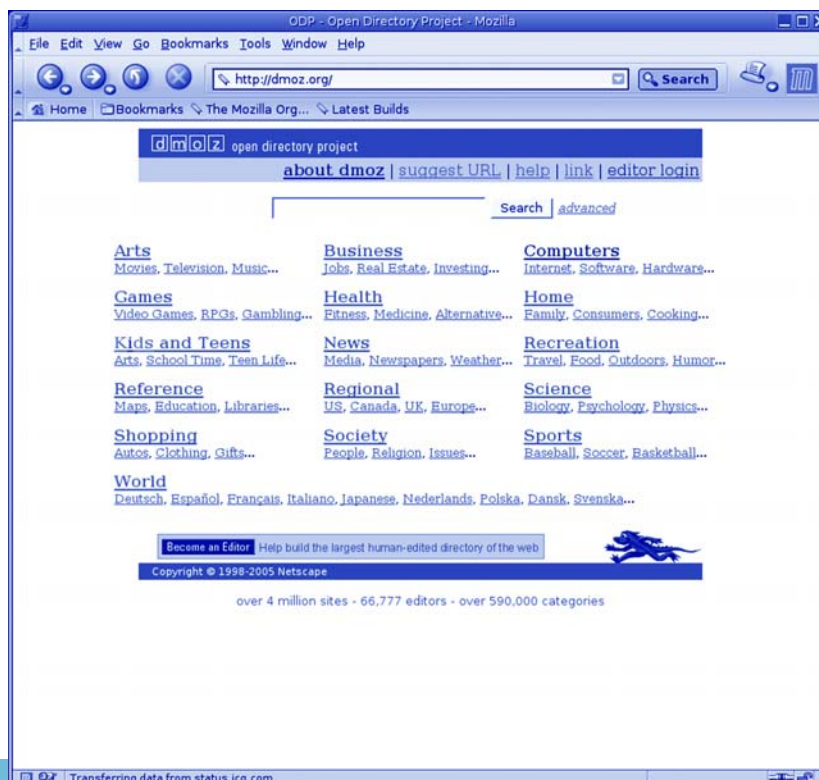 ODP - Open Directory Project - Mozilla
File Edit View Go Bookmarks Tools Window Help
http://dmoz.org/ Search
Home Bookmarks The Mozilla Org... Latest Builds
dmoz open directory project
about dmoz | suggest URL | help | link | editor login
Search advanced
Arts Business Computers
Movies, Television, Music... Jobs, Real Estate, Investing... Internet, Software, Hardware...
Games Health Home
Video Games, RPGs, Gambling... Fitness, Medicine, Alternative... Family, Consumers, Cooking...
Kids and Teens News Recreation
Arts, School Time, Teen Life... Media, Newspapers, Weather... Travel, Food, Outdoors, Humor...
Reference Regional Science
Maps, Education, Libraries... US, Canada, UK, Europe... Biology, Psychology, Physics...
Shopping Society Sports
Autos, Clothing, Gifts... People, Religion, Issues... Baseball, Soccer, Basketball...
World
Deutsch, Español, Français, Italiano, Japanese, Nederlands, Polska, Dansk, Svenska...
Become an Editor Help build the largest human-edited directory of the web
Copyright © 1998-2005 Netscape
over 4 million sites - 66,777 editors - over 590,000 categories
Transferring data from status.icq.com